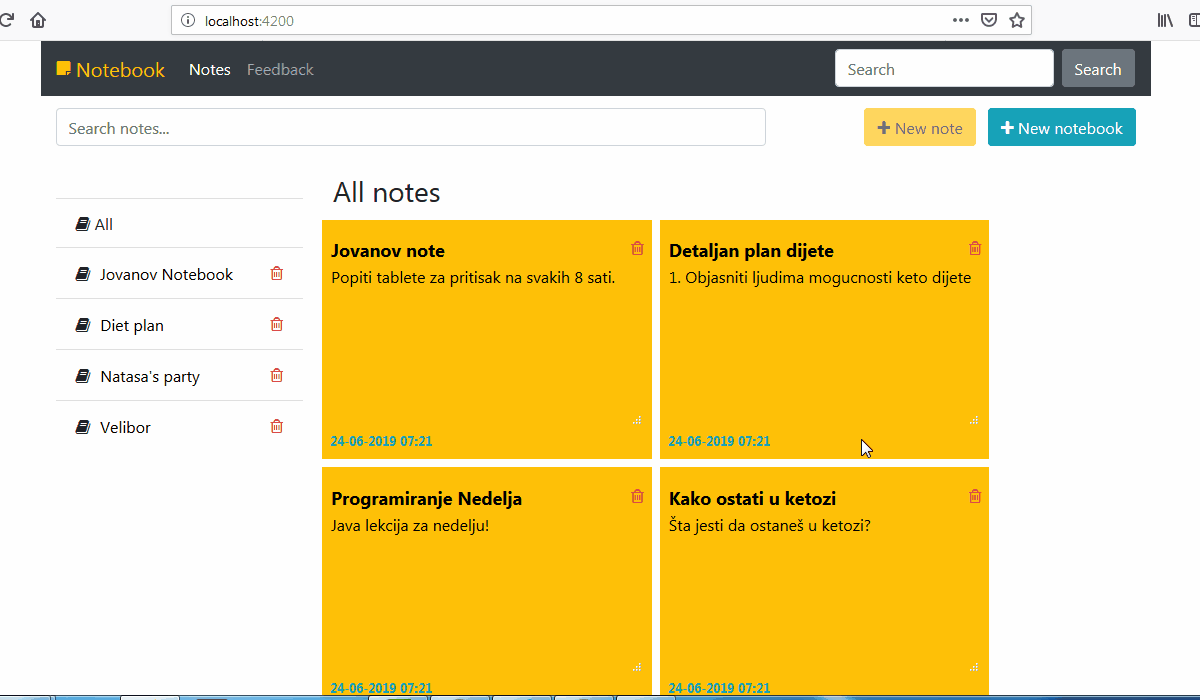 localhost:4200
Notebook Notes Feedback Search Search
Search notes... New note New notebook
All notes
All
Jovanov Notebook
Diet plan
Natasa's party
Velibor
Jovanov note
Popiti tablete za pritisak na svakih 8 sati.
24-06-2019 07:21
Detaljan plan dijete
1. Objasniti ljudima mogucnosti keto dijete
24-06-2019 07:21
Programiranje Nedelja
Java lekcija za nedelju!
24-06-2019 07:21
Kako ostati u ketozi
Šta jesti da ostaneš u ketozi?
24-06-2019 07:21